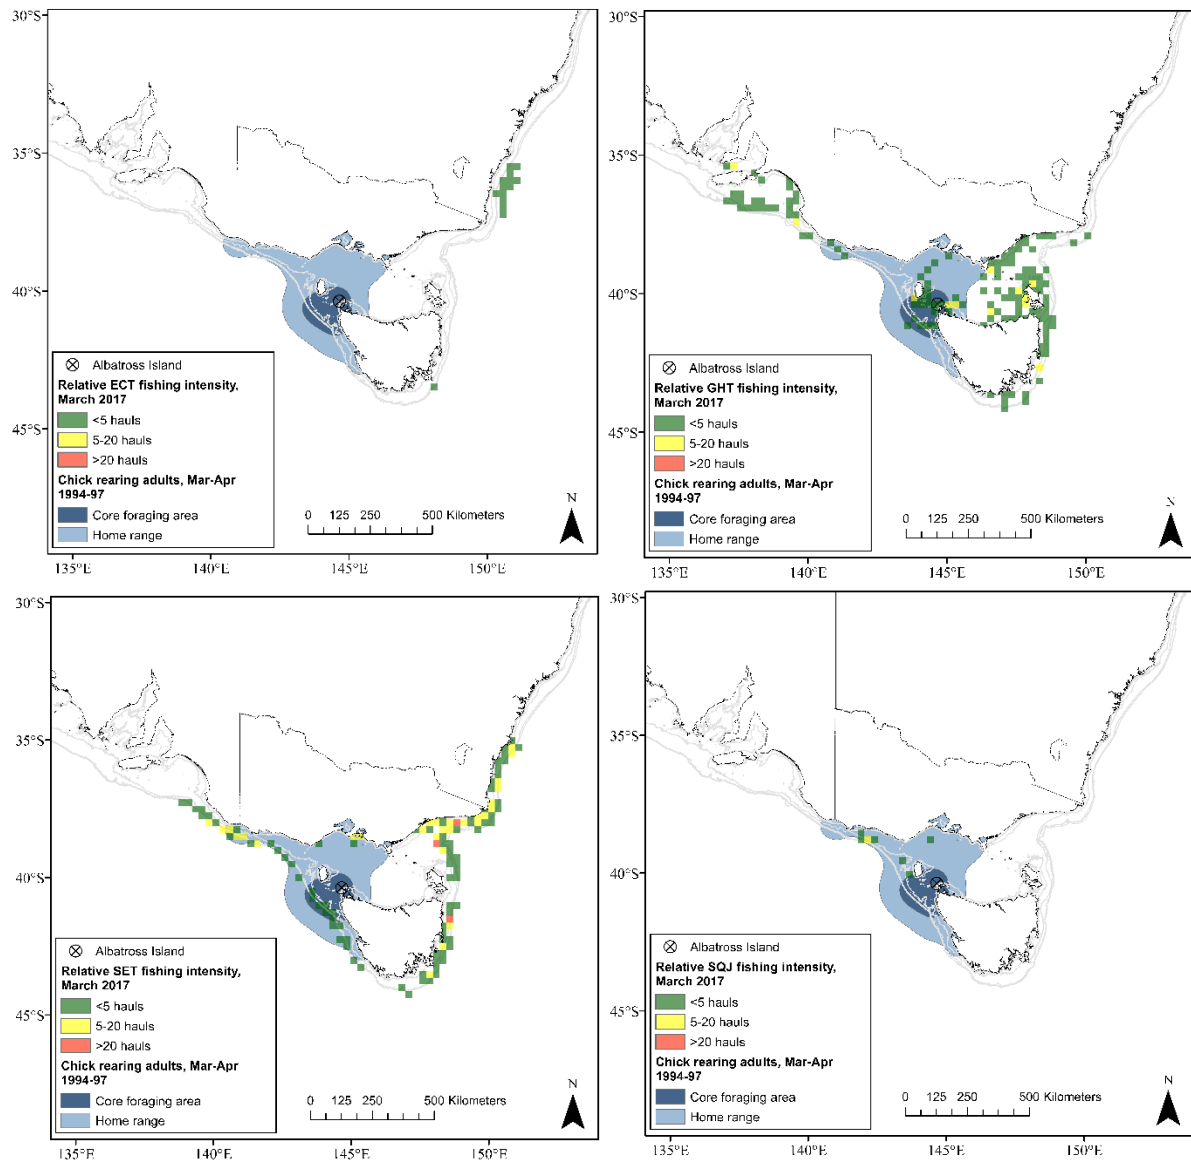 30°S
35°S
40°S
45°S
Albatross Island
Relative ECT fishing intensity,
March 2017
<5 hauls
5-20 hauls
>20 hauls
Chick rearing adults, Mar-Apr
1994-97
Core foraging area
Home range
0 125 250 500 Kilometers
N
135°E 140°E 145°E 150°E
30°S
35°S
40°S
45°S
Albatross Island
Relative GHT fishing intensity,
March 2017
<5 hauls
5-20 hauls
>20 hauls
Chick rearing adults, Mar-Apr
1994-97
Core foraging area
Home range
0 125 250 500 Kilometers
N
135°E 140°E 145°E 150°E
30°S
35°S
40°S
45°S
Albatross Island
Relative SET fishing intensity,
March 2017
<5 hauls
5-20 hauls
>20 hauls
Chick rearing adults, Mar-Apr
1994-97
Core foraging area
Home range
0 125 250 500 Kilometers
N
135°E 140°E 145°E 150°E
30°S
35°S
40°S
45°S
Albatross Island
Relative SQJ fishing intensity,
March 2017
<5 hauls
5-20 hauls
>20 hauls
Chick rearing adults, Mar-Apr
1994-97
Core foraging area
Home range
0 125 250 500 Kilometers
N
135°E 140°E 145°E 150°E